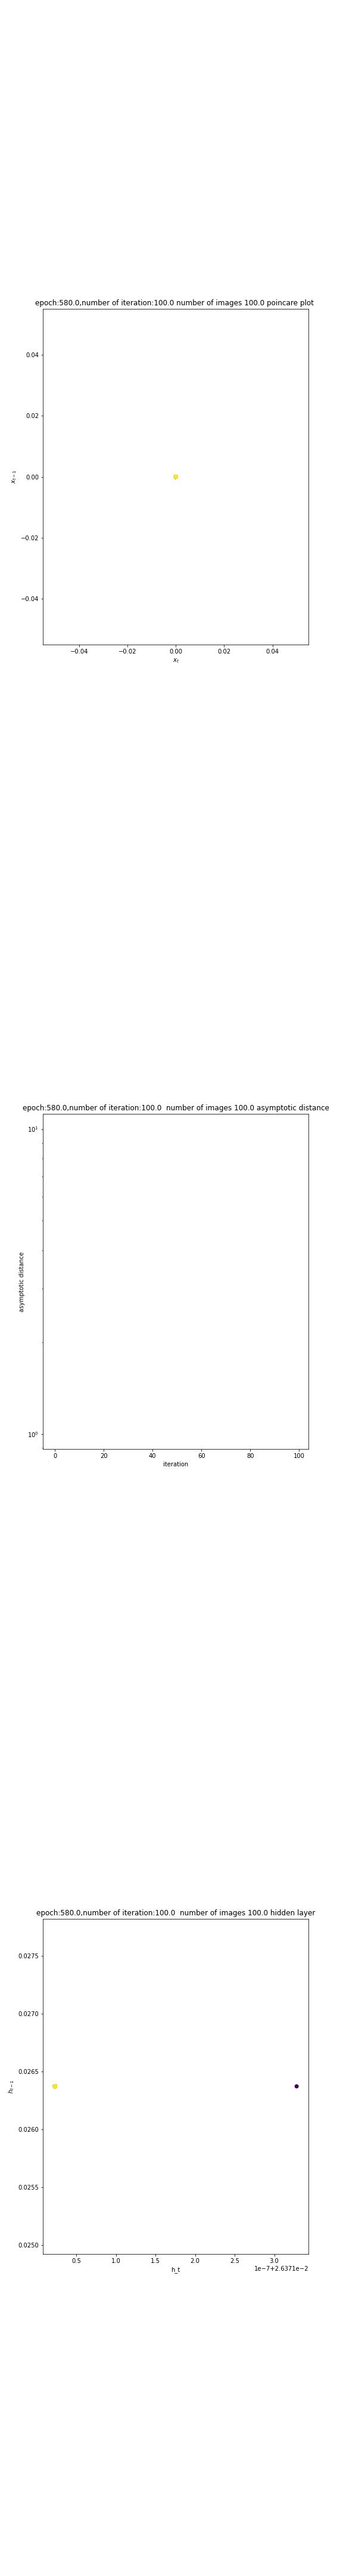 epoch:580.0,number of iteration:100.0 number of images 100.0 poincare plot
0.04
0.02
0.00
−0.02
−0.04
x_{t−1}
−0.04 −0.02 0.00 0.02 0.04
x_t
epoch:580.0,number of iteration:100.0  number of images 100.0 asymptotic distance
10^1
10^0
asymptotic distance
0 20 40 60 80 100
iteration
epoch:580.0,number of iteration:100.0  number of images 100.0 hidden layer
0.0275
0.0270
0.0265
0.0260
0.0255
0.0250
h_{t−1}
0.5 1.0 1.5 2.0 2.5 3.0
1e−7+2.6371e−2
h_t